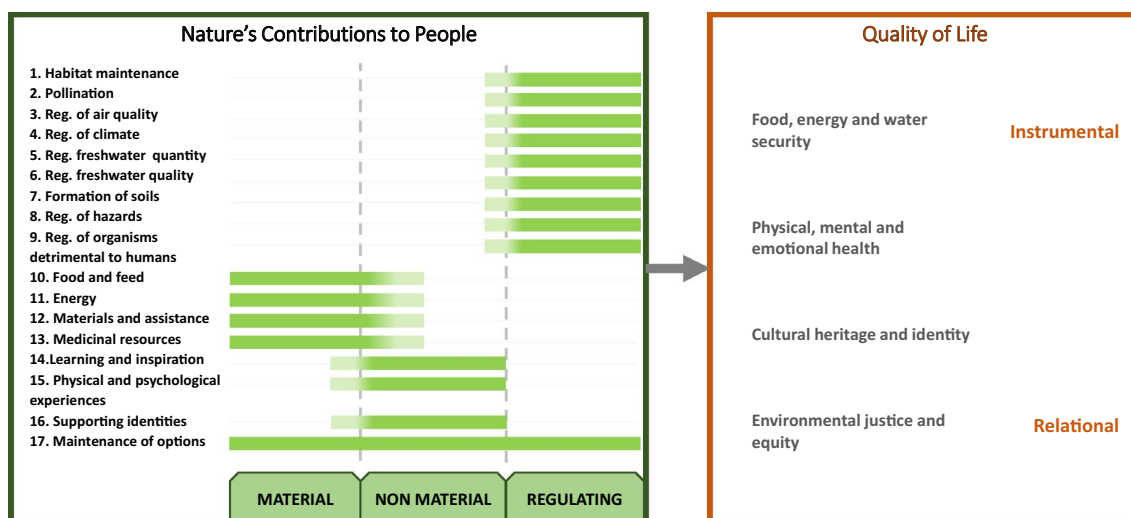 Nature's Contributions to People
1. Habitat maintenance
2. Pollination
3. Reg. of air quality
4. Reg. of climate
5. Reg. freshwater quantity
6. Reg. freshwater quality
7. Formation of soils
8. Reg. of hazards
9. Reg. of organisms
detrimental to humans
10. Food and feed
11. Energy
12. Materials and assistance
13. Medicinal resources
14.Learning and inspiration
15. Physical and psychological
experiences
16. Supporting identities
17. Maintenance of options
MATERIAL
NON MATERIAL
REGULATING
Quality of Life
Food, energy and water
security
Instrumental
Physical, mental and
emotional health
Cultural heritage and identity
Environmental justice and
equity
Relational